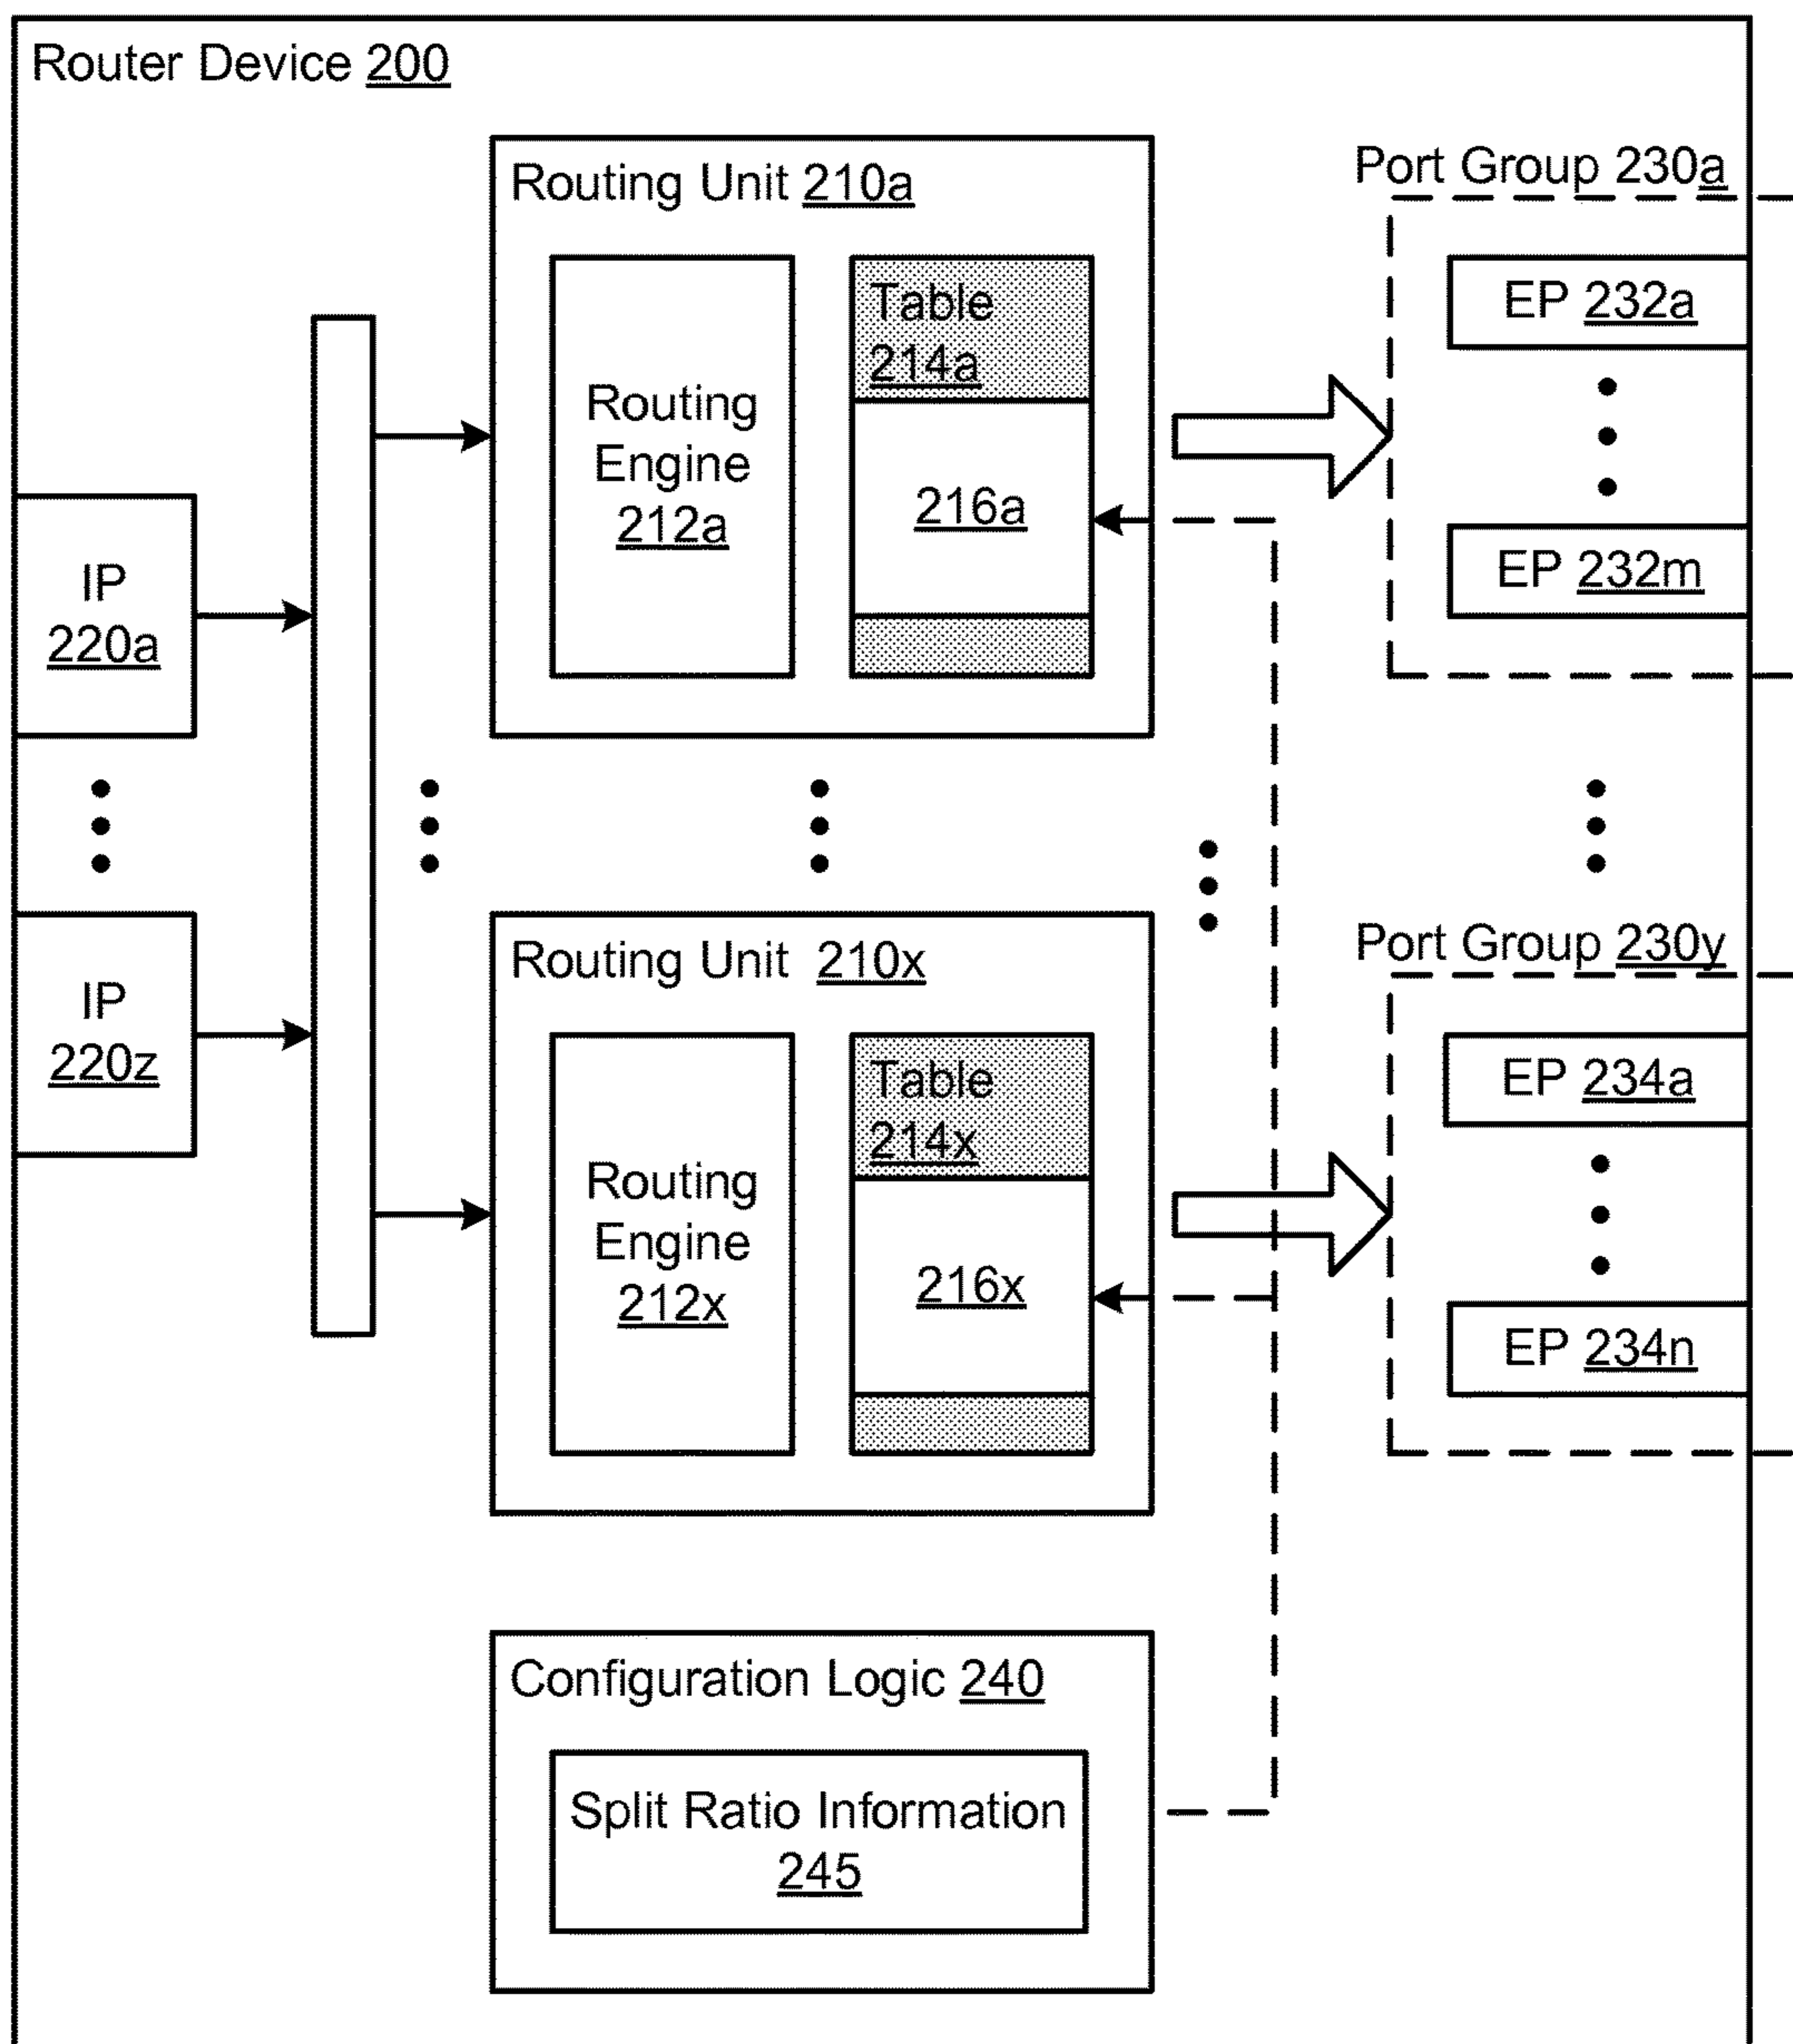 Router Device 200
Routing Unit 210a
Port Group 230a
Table
214a
EP 232a
Routing
Engine
212a
216a
EP 232m
IP
220a
Routing Unit 210x
Port Group 230y
IP
220z
Table
214x
EP 234a
Routing
Engine
212x
216x
EP 234n
Configuration Logic 240
Split Ratio Information
245